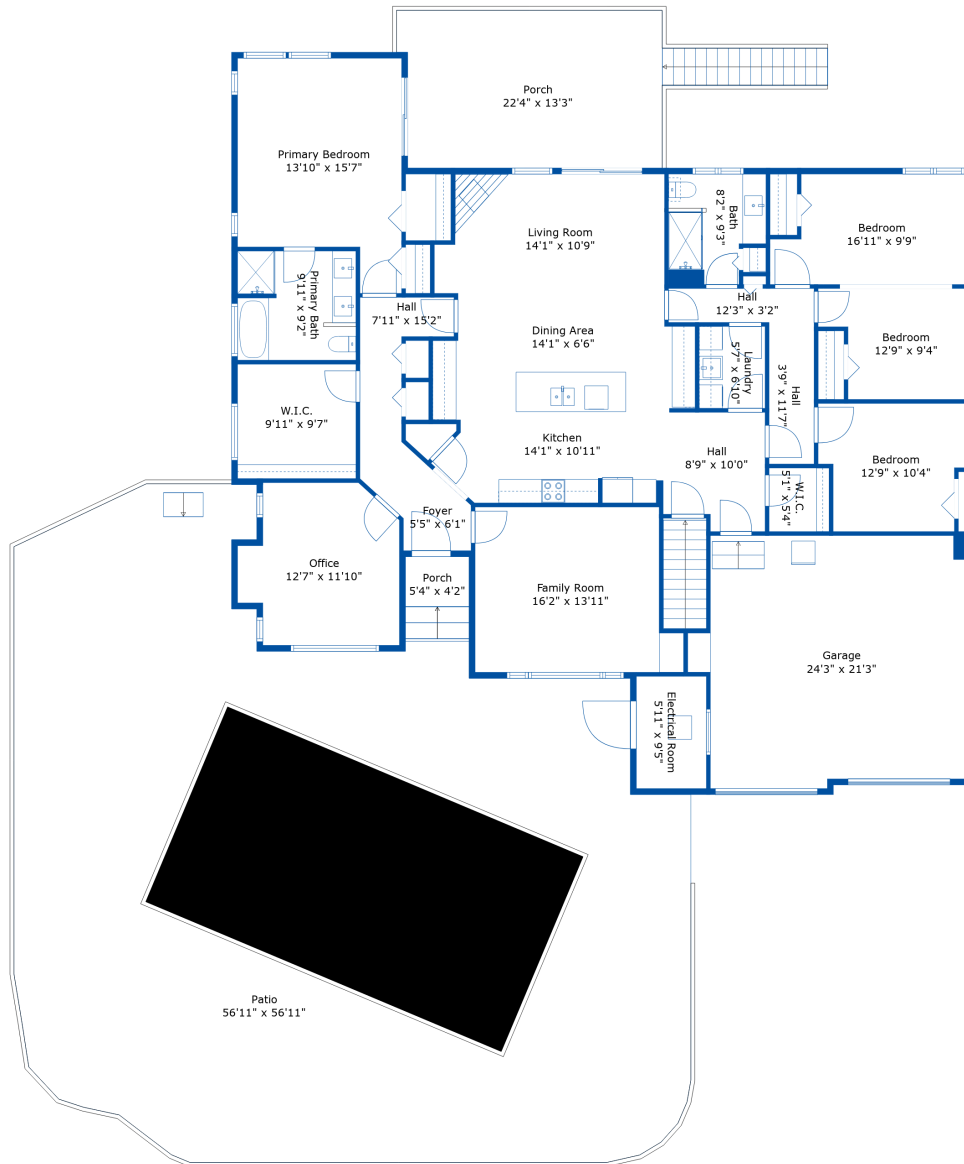 Porch
22'4" x 13'3"
Primary Bedroom
13'10" x 15'7"
Living Room
14'1" x 10'9"
Bath
8'2" x 9'3"
Bedroom
16'11" x 9'9"
Primary Bath
9'11" x 9'2"
Hall
7'11" x 15'2"
Hall
12'3" x 3'2"
Dining Area
14'1" x 6'6"
Laundry
5'7" x 6'10"
Hall
3'9" x 11'7"
Bedroom
12'9" x 9'4"
W.I.C.
9'11" x 9'7"
Kitchen
14'1" x 10'11"
Hall
8'9" x 10'0"
Bedroom
12'9" x 10'4"
W.I.C.
5'1" x 5'4"
Foyer
5'5" x 6'1"
Office
12'7" x 11'10"
Porch
5'4" x 4'2"
Family Room
16'2" x 13'11"
Garage
24'3" x 21'3"
Electrical Room
5'11" x 9'5"
Patio
56'11" x 56'11"